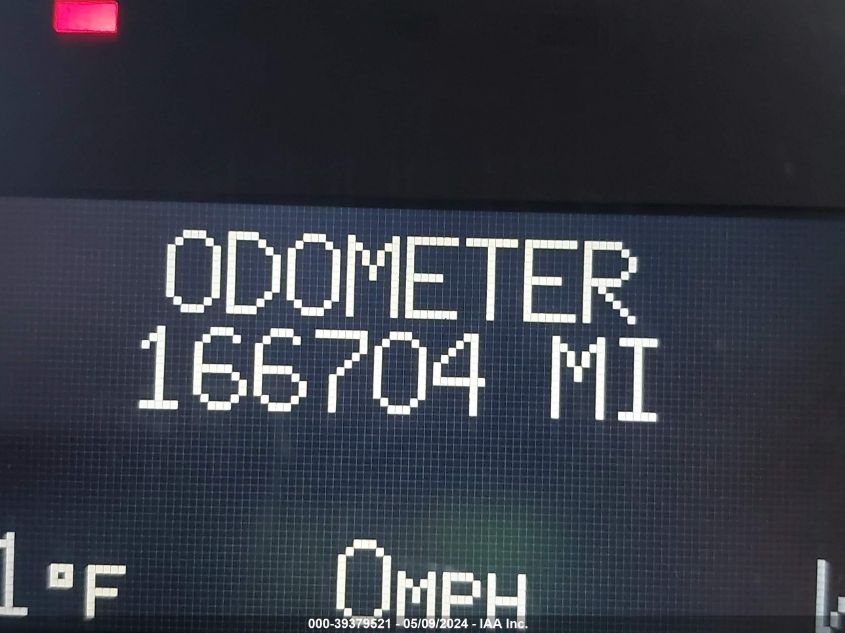 ODOMETER
166704 MI
1°F 0MPH
000-39379521 - 05/09/2024 - IAA Inc.